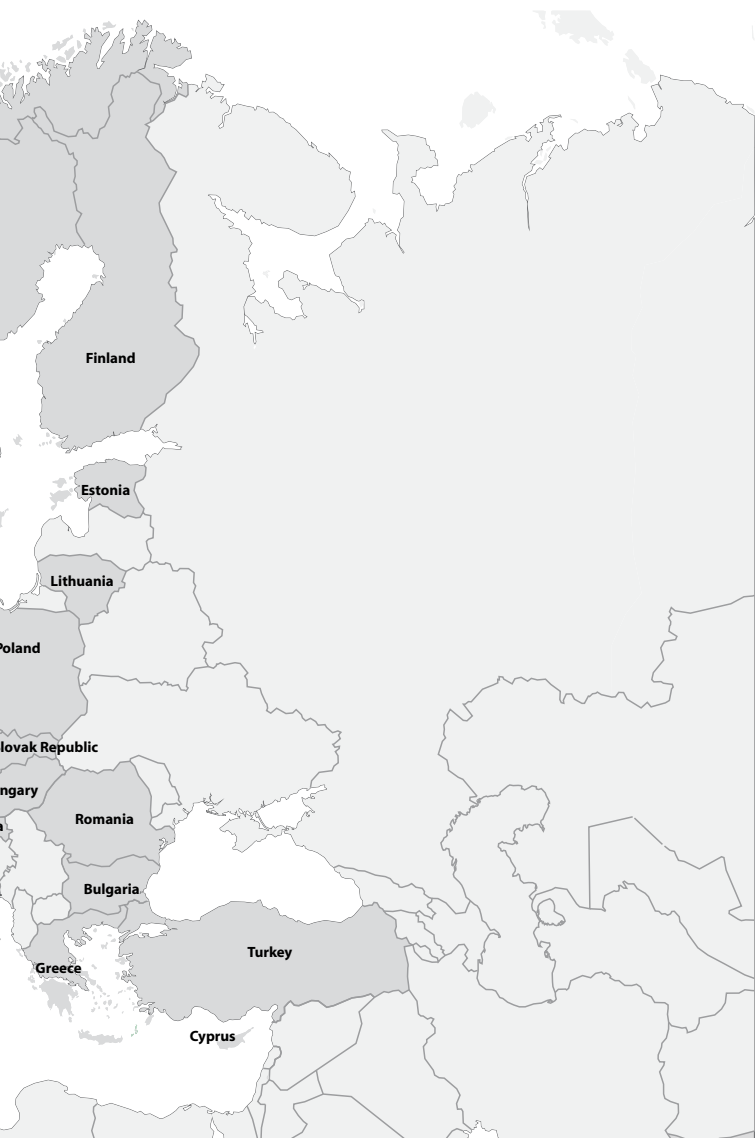 Finland
Estonia
Lithuania
Poland
lovak Republic
ngary
Romania
Bulgaria
Turkey
Greece
Cyprus